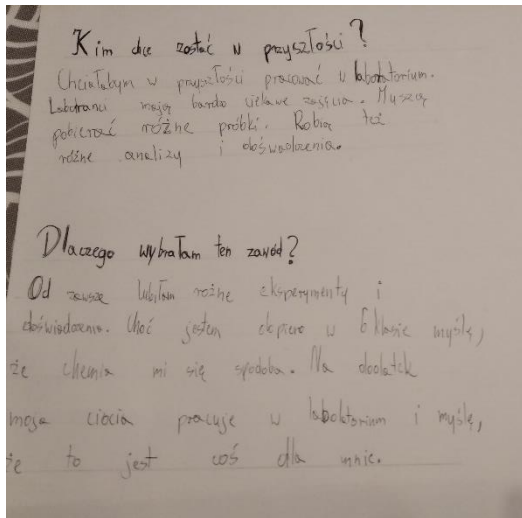 Kim chcę zostać w przyszłości?
Chciałabym w przyszłości pracować w laboratorium.
Laboranci mają bardzo ciekawe zajęcia. Muszą
pobierać różne próbki. Robią też
różne analizy i doświadczenia.
Dlaczego wybrałam ten zawód?
Od zawsze lubiłam różne eksperymenty i
doświadczenia. Choć jestem dopiero w 6 klasie myślę,
że chemia mi się spodoba. Na dodatek
moja ciocia pracuje w laboratorium i myślę,
że to jest coś dla mnie.